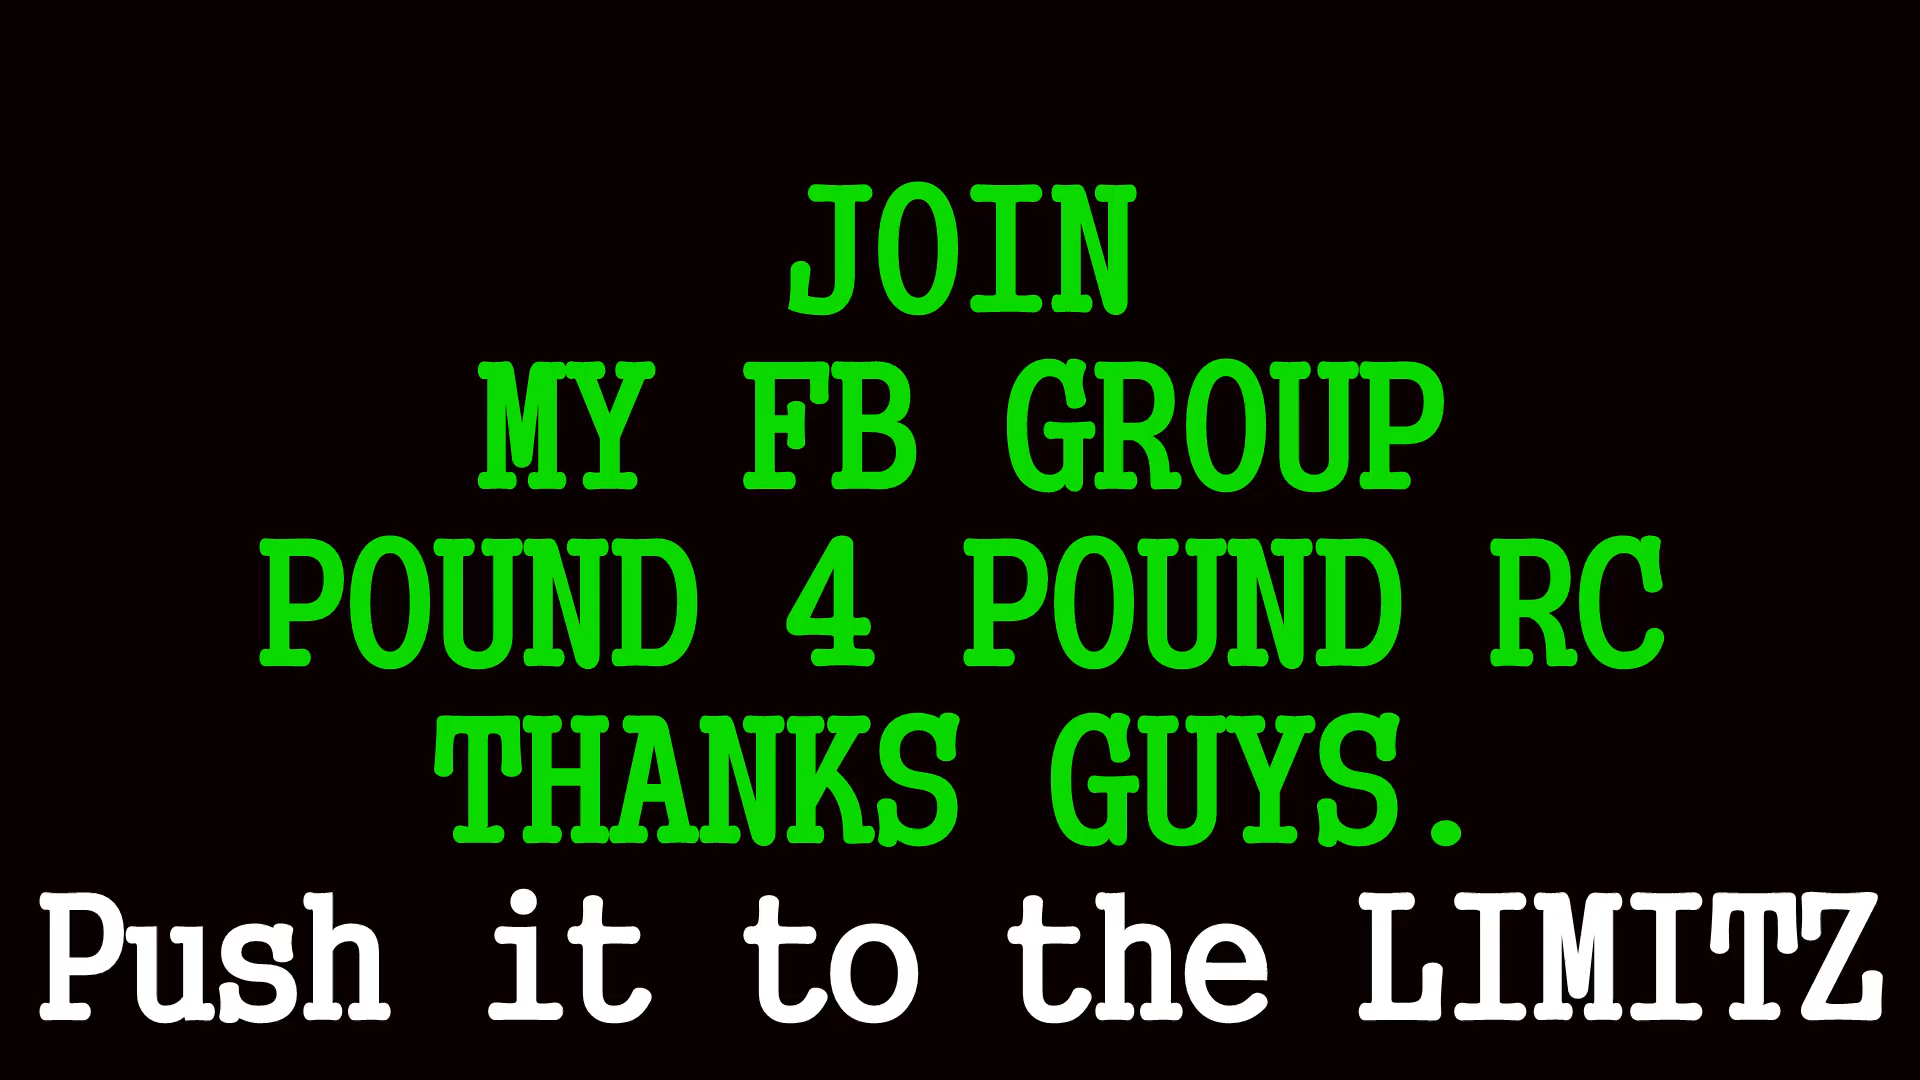 JOIN
MY FB GROUP
POUND 4 POUND RC
THANKS GUYS.
Push it to the LIMITZ